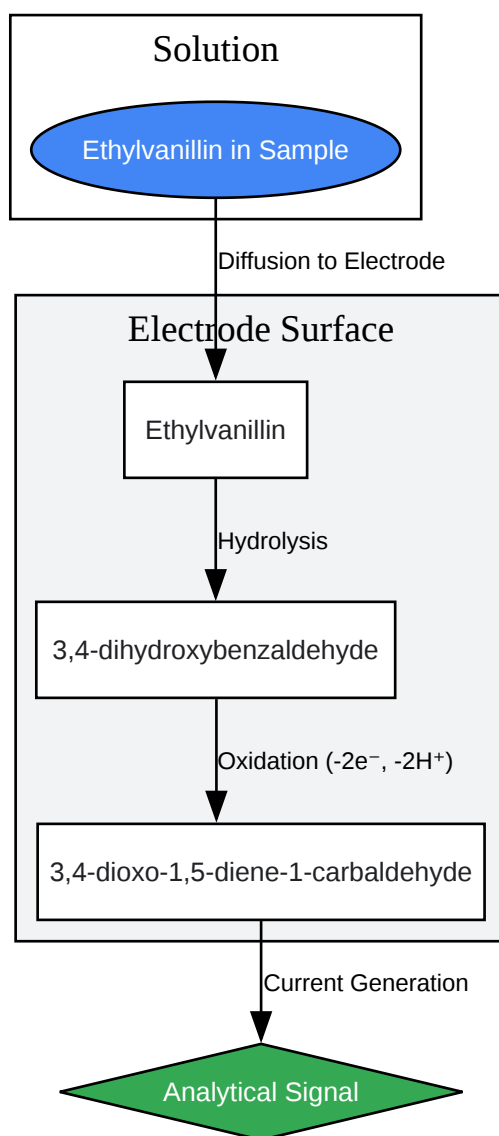 Solution
Ethylvanillin in Sample
Diffusion to Electrode
Electrode Surface
Ethylvanillin
Hydrolysis
3,4-dihydroxybenzaldehyde
Oxidation (-2e⁻, -2H⁺)
3,4-dioxo-1,5-diene-1-carbaldehyde
Current Generation
Analytical Signal